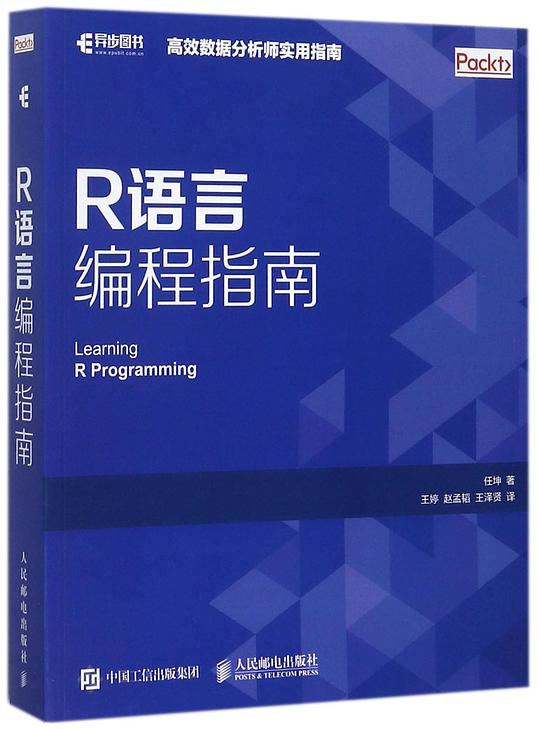 异步图书
www.epubit.com.cn
高效数据分析师实用指南
Packt>
R语言
编程指南
Learning
R Programming
任坤 著
王婷 赵孟韬 王泽贤 译
中国工信出版集团
人民邮电出版社
POSTS & TELECOM PRESS
Packt>
R语言编程指南
人民邮电出版社